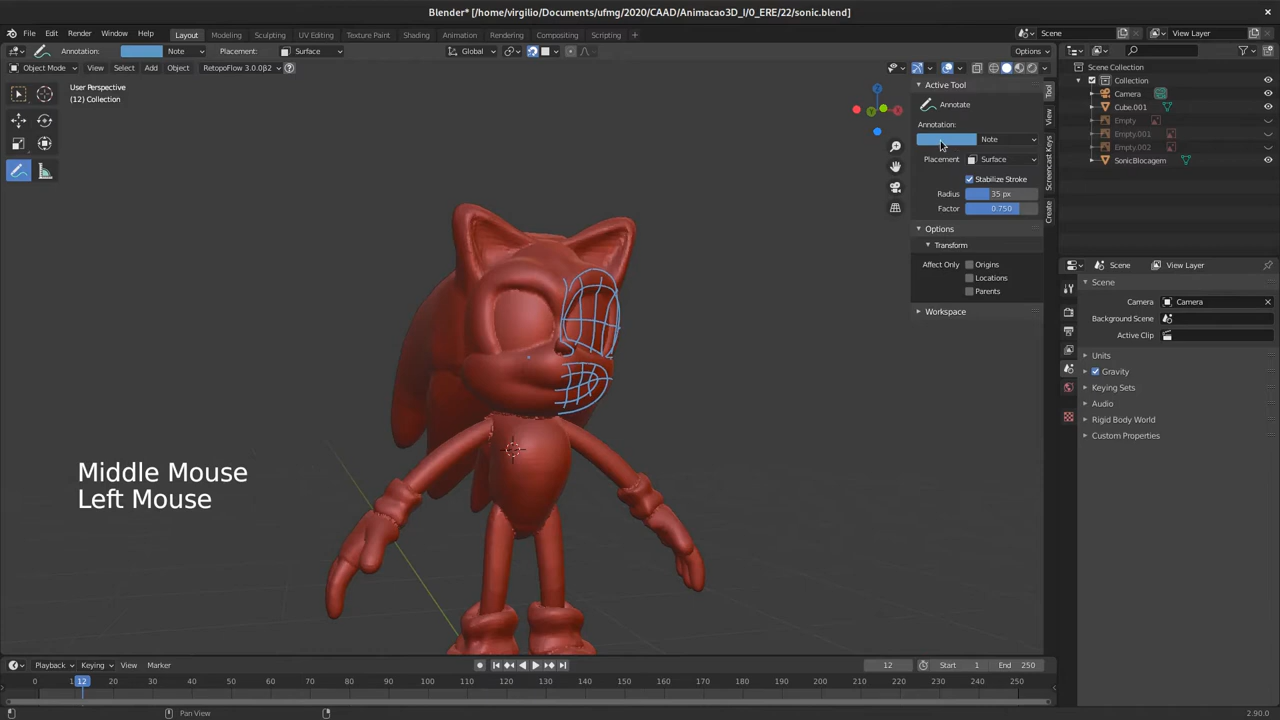 Blender* [/home/virgilio/Documents/ufmg/2020/CAAD/Animacao3D_I/0_ERE/22/sonic.blend]
File Edit Render Window Help Layout Modeling Sculpting UV Editing Texture Paint Shading Animation Rendering Compositing Scripting + Scene View Layer
Annotation: Note Placement: Surface Global Options
Object Mode View Select Add Object RetopoFlow 3.0.0β2
User Perspective
(12) Collection
Active Tool
Annotate
Annotation:
Note
Placement Surface
Stabilize Stroke
Radius 35 px
Factor 0.750
Options
Transform
Affect Only Origins
Locations
Parents
Workspace
Tool
View
Screencast Keys
Create
Scene Collection
Collection
Camera
Cube.001
Empty
Empty.001
Empty.002
SonicBlocagem
Scene View Layer
Scene
Camera Camera
Background Scene
Active Clip
Units
Gravity
Keying Sets
Audio
Rigid Body World
Custom Properties
Middle Mouse
Left Mouse
Playback Keying View Marker 12 Start 1 End 250
0 12 20 30 40 50 60 70 80 90 100 110 120 130 140 150 160 170 180 190 200 210 220 230 240 250
Pan View 2.90.0